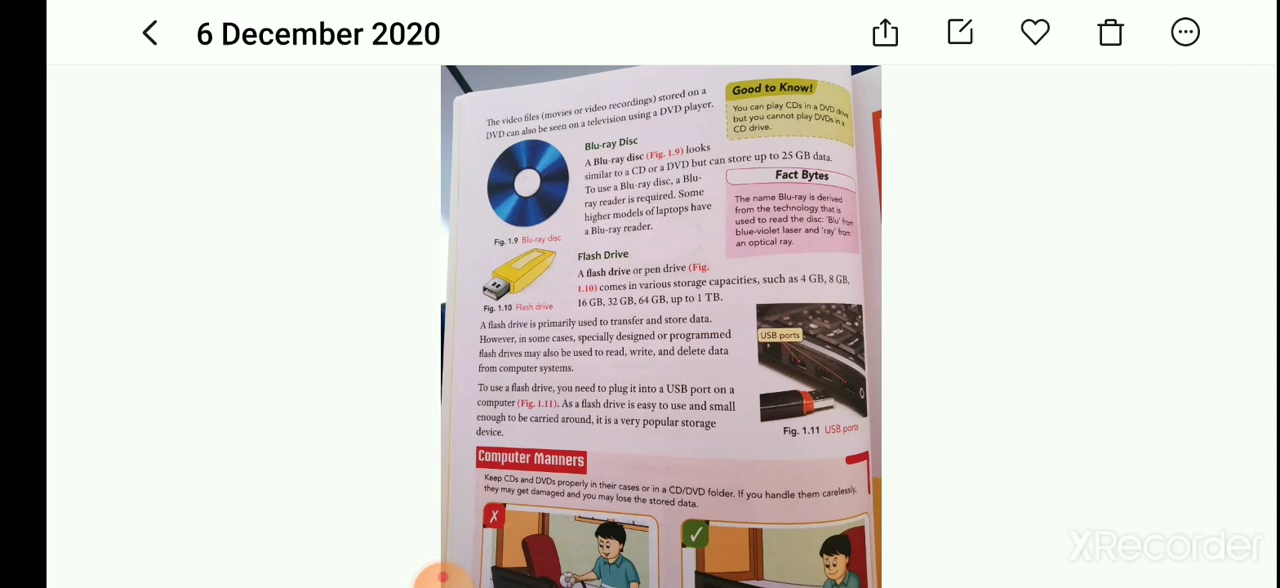 6 December 2020
The video files (movies or video recordings) stored on a
DVD can also be seen on a television using a DVD player.
Good to Know!
You can play CDs in a DVD drive
but you cannot play DVDs in a
CD drive.
Blu-ray Disc
A Blu-ray disc (Fig. 1.9) looks
similar to a CD or a DVD but can store up to 25 GB data.
To use a Blu-ray disc, a Blu-
ray reader is required. Some
higher models of laptops have
a Blu-ray reader.
Fact Bytes
The name Blu-ray is derived
from the technology that is
used to read the disc: 'Blu' from
blue-violet laser and 'ray' from
an optical ray.
Fig. 1.9 Blu-ray disc
Flash Drive
A flash drive or pen drive (Fig.
1.10) comes in various storage capacities, such as 4 GB, 8 GB,
16 GB, 32 GB, 64 GB, up to 1 TB.
Fig. 1.10 Flash drive
A flash drive is primarily used to transfer and store data.
However, in some cases, specially designed or programmed
flash drives may also be used to read, write, and delete data
from computer systems.
To use a flash drive, you need to plug it into a USB port on a
computer (Fig. 1.11). As a flash drive is easy to use and small
enough to be carried around, it is a very popular storage
device.
USB ports
Fig. 1.11 USB ports
Computer Manners
Keep CDs and DVDs properly in their cases or in a CD/DVD folder. If you handle them carelessly,
they may get damaged and you may lose the stored data.
XRecorder